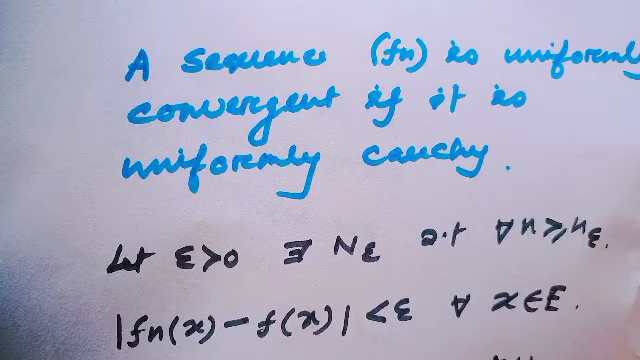 A sequence (fn) is uniformly
convergent if it is
uniformly cauchy.
Let ε>0 ∃ Nε s.t ∀n≥nε.
|fn(x) – f(x)| <ε ∀ x∈E.